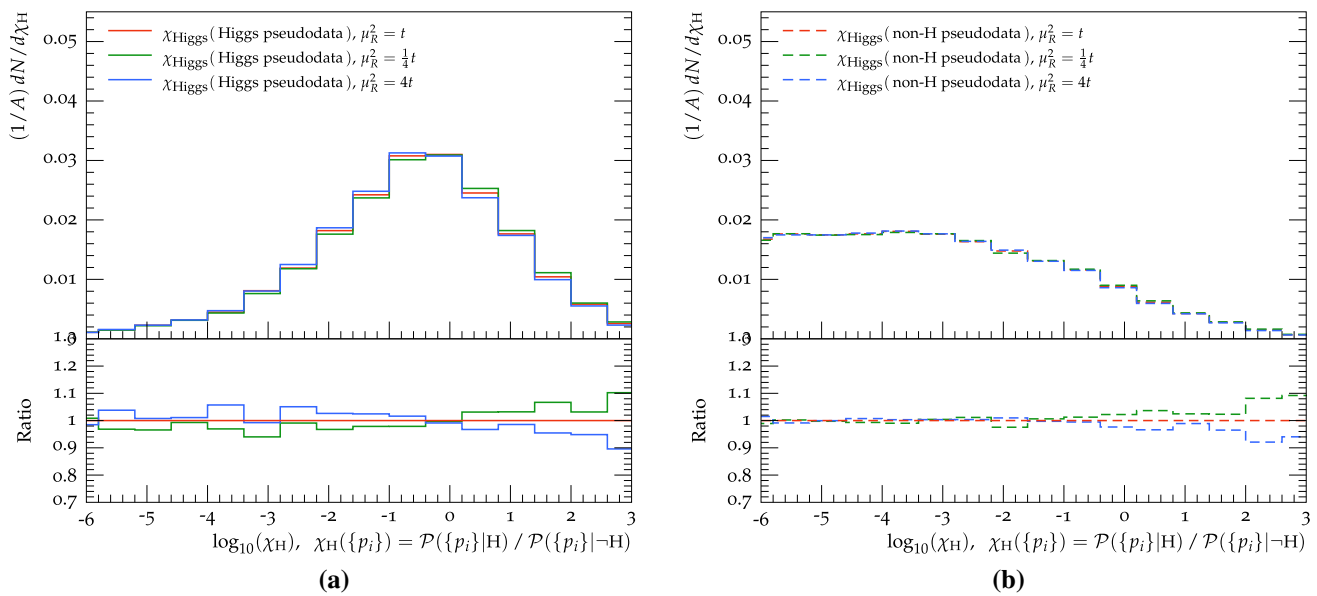 (1/A) dN/dχH
χHiggs(Higgs pseudodata), μ²R = t
χHiggs(Higgs pseudodata), μ²R = ¼t
χHiggs(Higgs pseudodata), μ²R = 4t
0.05
0.04
0.03
0.02
0.01
0
Ratio
1.3
1.2
1.1
1
0.9
0.8
0.7
-6 -5 -4 -3 -2 -1 0 1 2 3
log10(χH), χH({pi}) = P({pi}|H) / P({pi}|¬H)
(a)
(1/A) dN/dχH
χHiggs(non-H pseudodata), μ²R = t
χHiggs(non-H pseudodata), μ²R = ¼t
χHiggs(non-H pseudodata), μ²R = 4t
0.05
0.04
0.03
0.02
0.01
0
Ratio
1.3
1.2
1.1
1
0.9
0.8
0.7
-6 -5 -4 -3 -2 -1 0 1 2 3
log10(χH), χH({pi}) = P({pi}|H) / P({pi}|¬H)
(b)